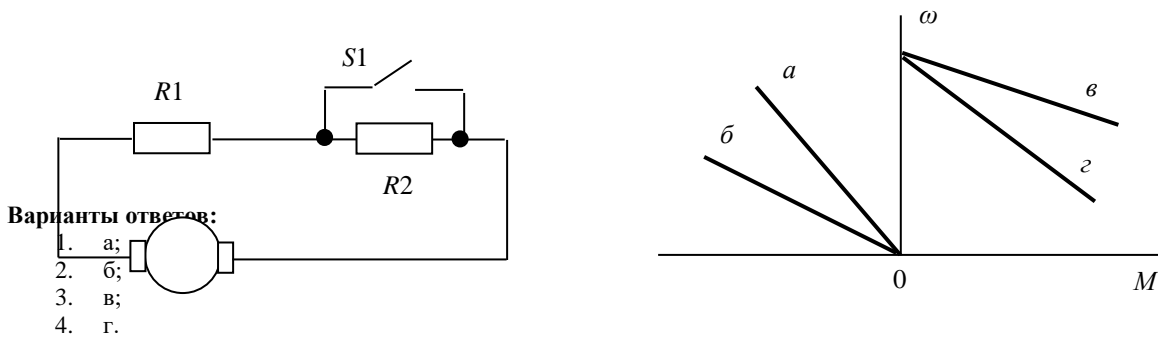 S1
R1
R2
Варианты ответов:
1. а;
2. б;
3. в;
4. г.
ω
а
б
в
г
0
M